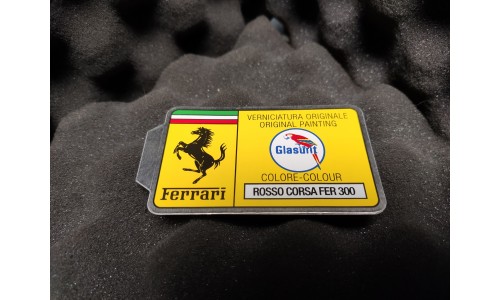 Ferrari
VERNICIATURA ORIGINALE
ORIGINAL PAINTING
Glasurit
COLORE-COLOUR
ROSSO CORSA FER 300